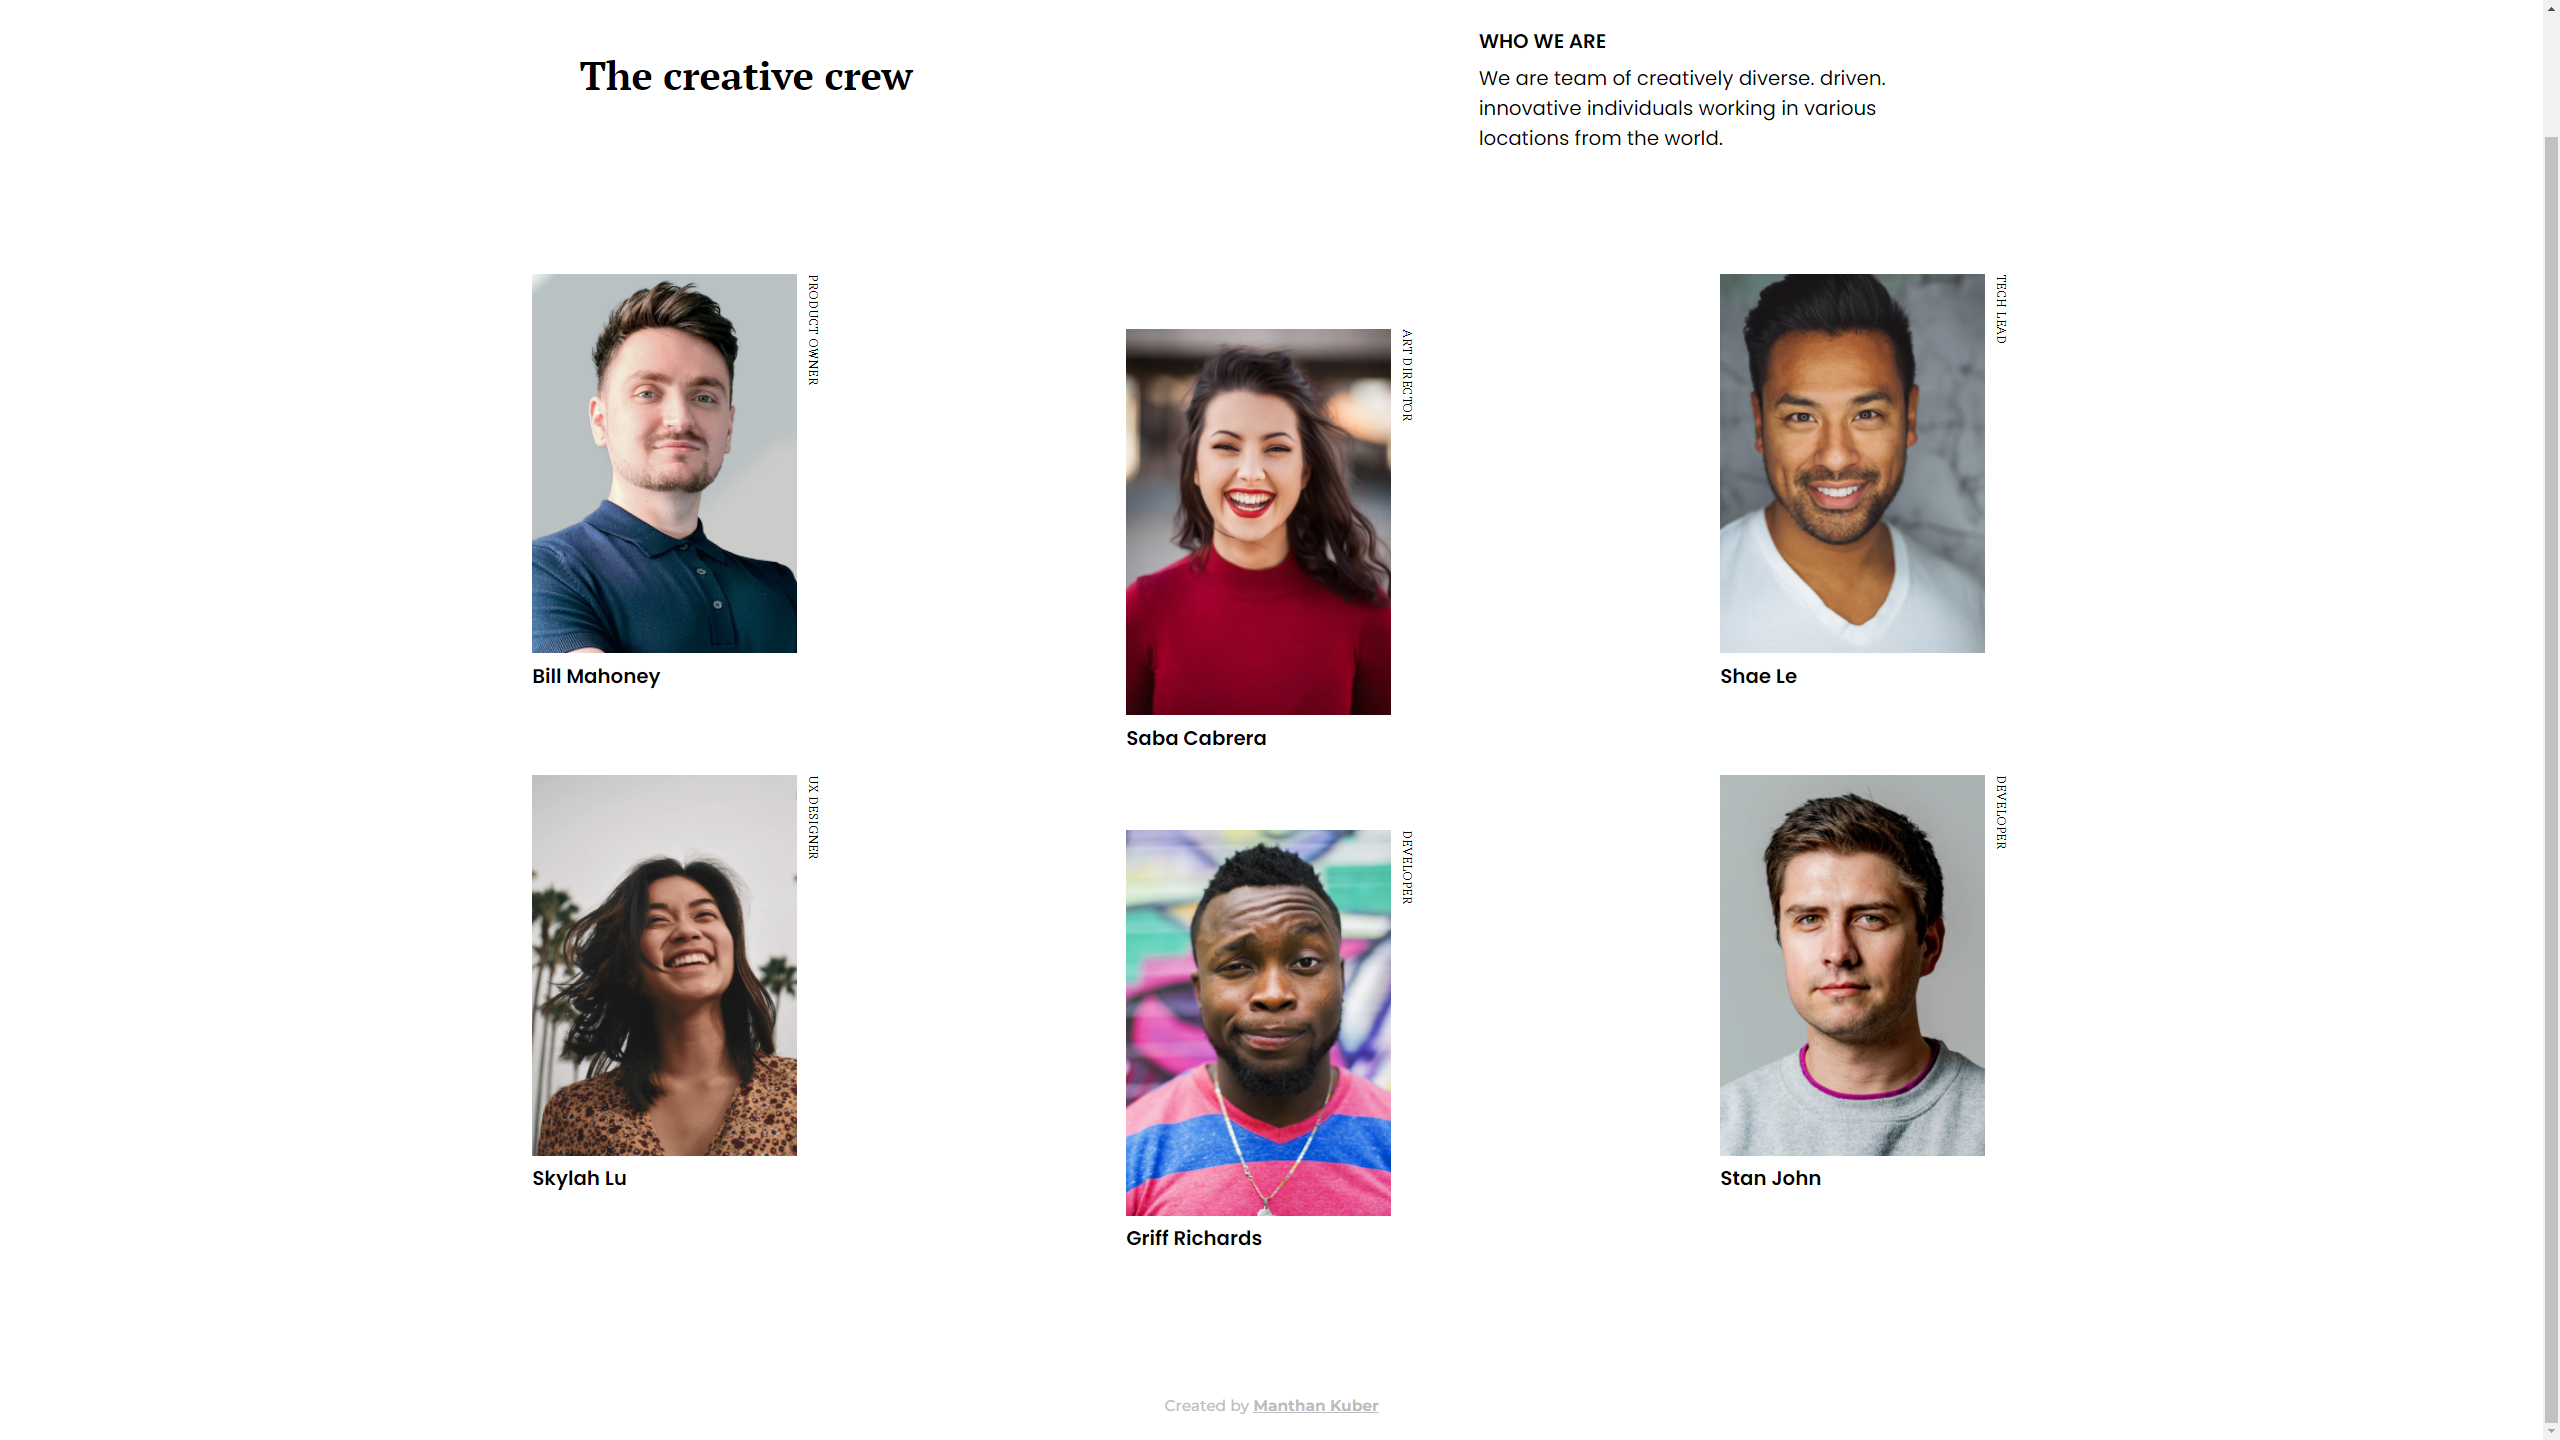 The creative crew
WHO WE ARE
We are team of creatively diverse. driven.
innovative individuals working in various
locations from the world.
PRODUCT OWNER
Bill Mahoney
ART DIRECTOR
Saba Cabrera
TECH LEAD
Shae Le
UX DESIGNER
Skylah Lu
DEVELOPER
Griff Richards
DEVELOPER
Stan John
Created by Manthan Kuber